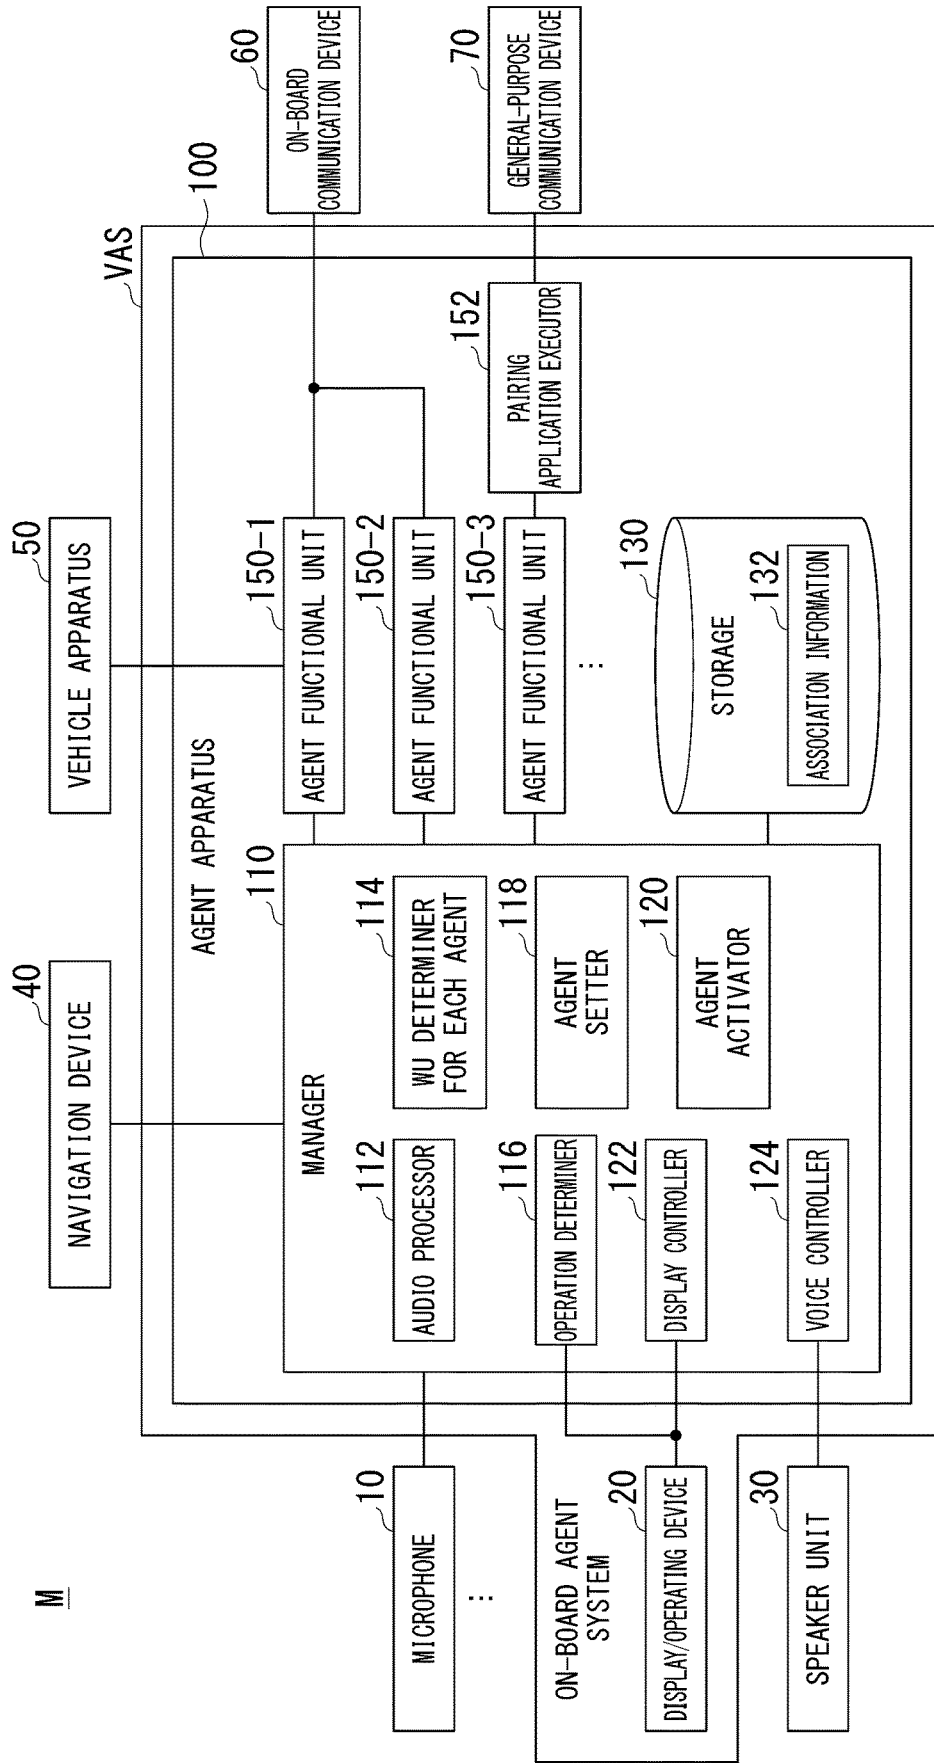 M
40
NAVIGATION DEVICE
50
VEHICLE APPARATUS
VAS
100
60
ON-BOARD
COMMUNICATION DEVICE
AGENT APPARATUS
110
MANAGER
10
MICROPHONE
⋮
112
AUDIO PROCESSOR
114
WU DETERMINER
FOR EACH AGENT
150-1
AGENT FUNCTIONAL UNIT
150-2
AGENT FUNCTIONAL UNIT
150-3
AGENT FUNCTIONAL UNIT
⋮
152
PAIRING
APPLICATION EXECUTOR
70
GENERAL-PURPOSE
COMMUNICATION DEVICE
ON-BOARD AGENT
SYSTEM
116
OPERATION DETERMINER
118
AGENT
SETTER
20
DISPLAY/OPERATING DEVICE
122
DISPLAY CONTROLLER
120
AGENT
ACTIVATOR
130
STORAGE
132
ASSOCIATION INFORMATION
30
SPEAKER UNIT
124
VOICE CONTROLLER